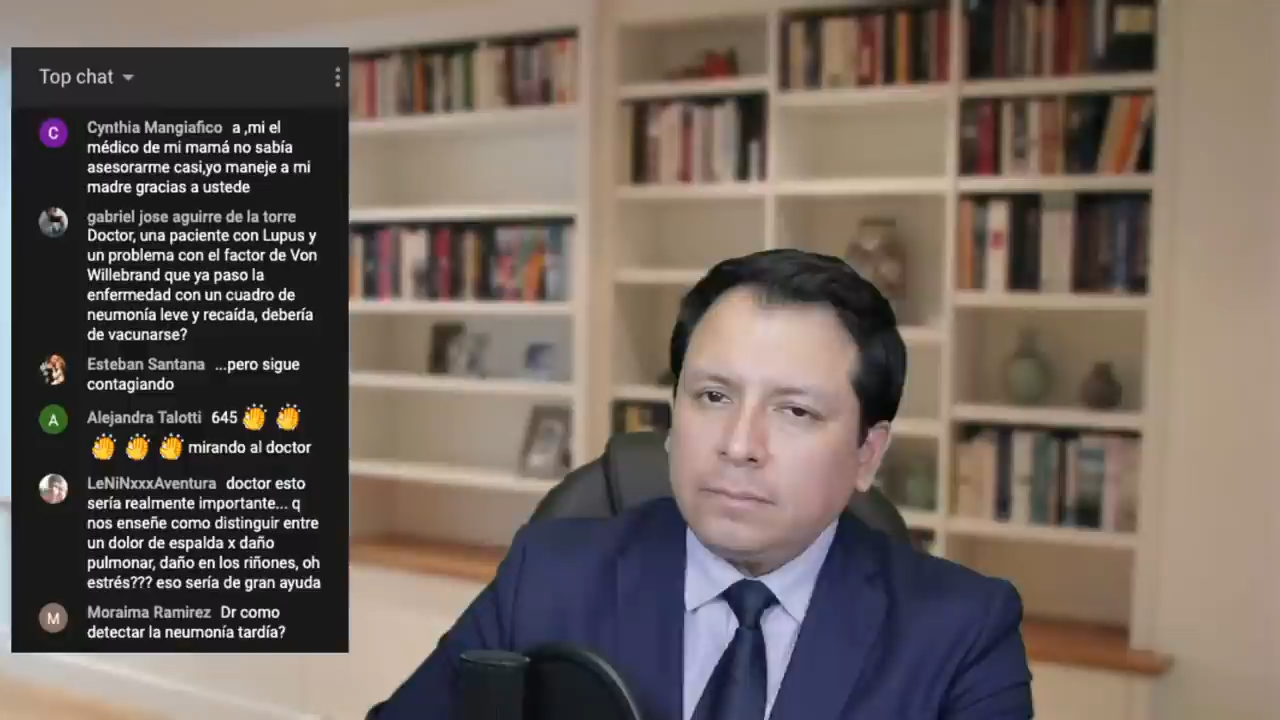 Top chat
Cynthia Mangiafico a ,mi el
médico de mi mamá no sabía
asesorarme casi,yo maneje a mi
madre gracias a ustede
gabriel jose aguirre de la torre
Doctor, una paciente con Lupus y
un problema con el factor de Von
Willebrand que ya paso la
enfermedad con un cuadro de
neumonía leve y recaída, debería
de vacunarse?
Esteban Santana ...pero sigue
contagiando
Alejandra Talotti 645 👏 👏
👏 👏 👏 mirando al doctor
LeNiNxxxAventura doctor esto
sería realmente importante... q
nos enseñe como distinguir entre
un dolor de espalda x daño
pulmonar, daño en los riñones, oh
estrés??? eso sería de gran ayuda
Moraima Ramirez Dr como
detectar la neumonía tardía?
C
A
M